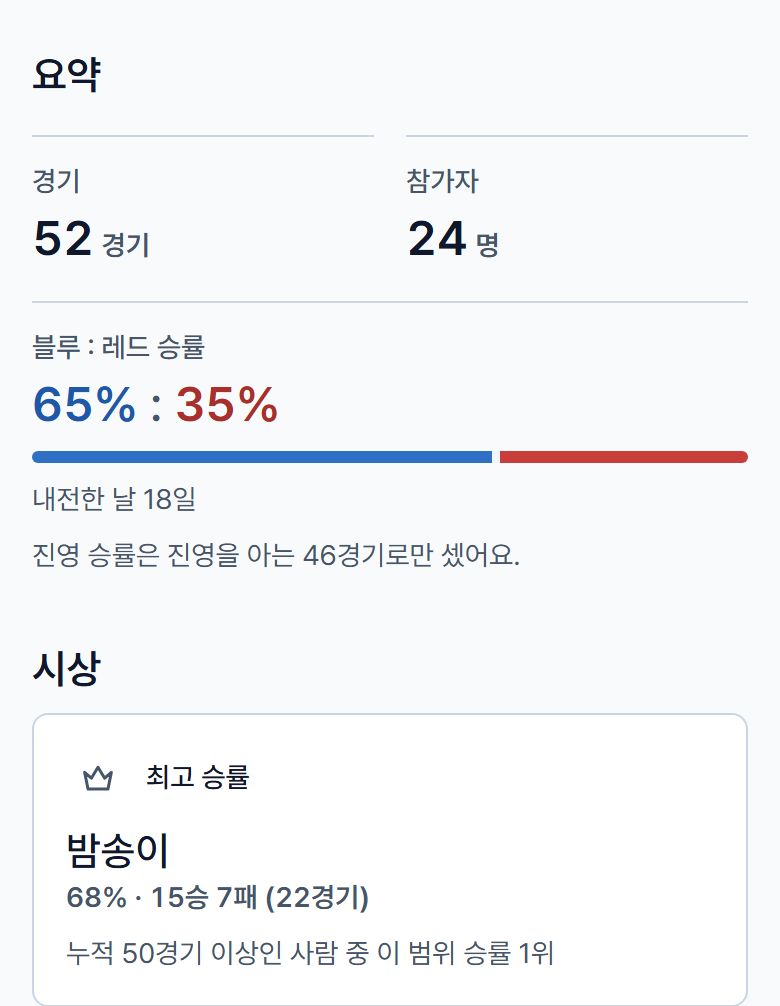 요약
경기
52 경기
참가자
24 명
블루 : 레드 승률
65% : 35%
내전한 날 18일
진영 승률은 진영을 아는 46경기로만 셌어요.
시상
최고 승률
밤송이
68% · 15승 7패 (22경기)
누적 50경기 이상인 사람 중 이 범위 승률 1위